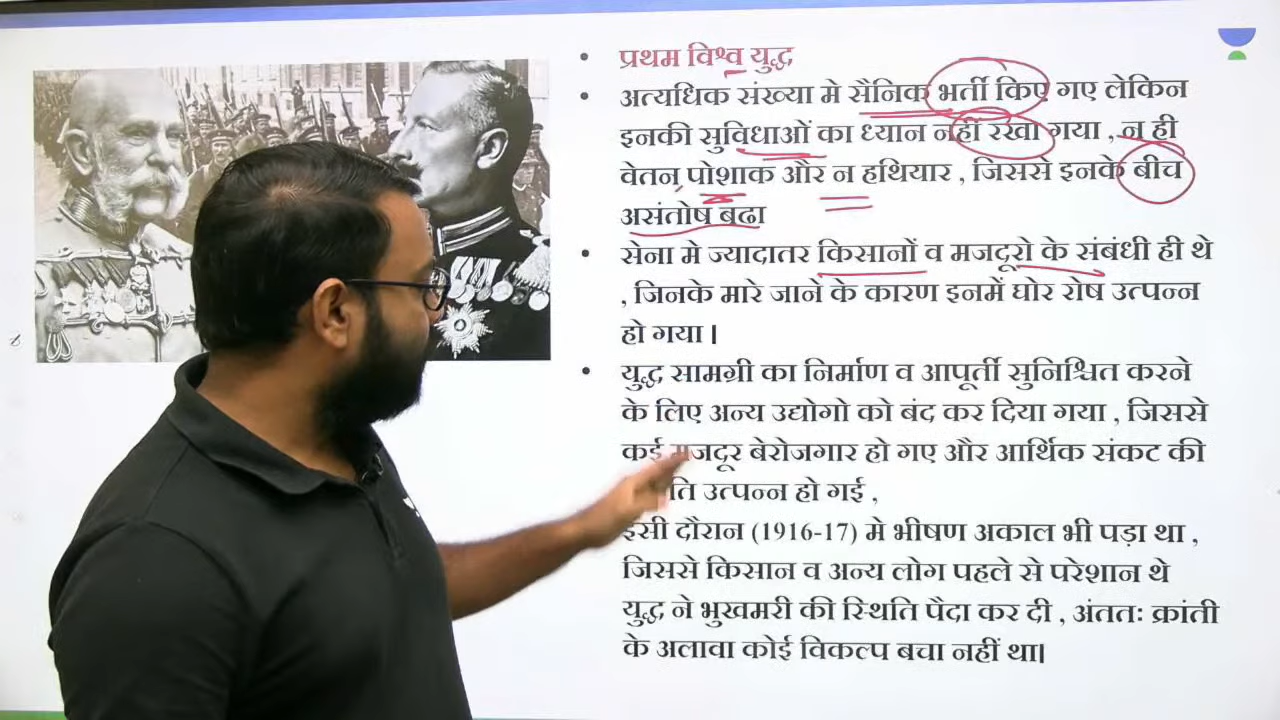 प्रथम विश्व युद्ध
अत्यधिक संख्या मे सैनिक भर्ती किए गए लेकिन
इनकी सुविधाओं का ध्यान नहीं रखा गया , न ही
वेतन पोशाक और न हथियार , जिससे इनके बीच
असंतोष बढा
सेना मे ज्यादातर किसानों व मजदूरो के संबंधी ही थे
, जिनके मारे जाने के कारण इनमें घोर रोष उत्पन्न
हो गया ।
युद्ध सामग्री का निर्माण व आपूर्ती सुनिश्चित करने
के लिए अन्य उद्योगो को बंद कर दिया गया , जिससे
कई मजदूर बेरोजगार हो गए और आर्थिक संकट की
उत्पन्न हो गई ,
इसी दौरान (1916-17) मे भीषण अकाल भी पड़ा था ,
जिससे किसान व अन्य लोग पहले से परेशान थे
युद्ध ने भुखमरी की स्थिति पैदा कर दी , अंततः क्रांती
के अलावा कोई विकल्प बचा नहीं था।